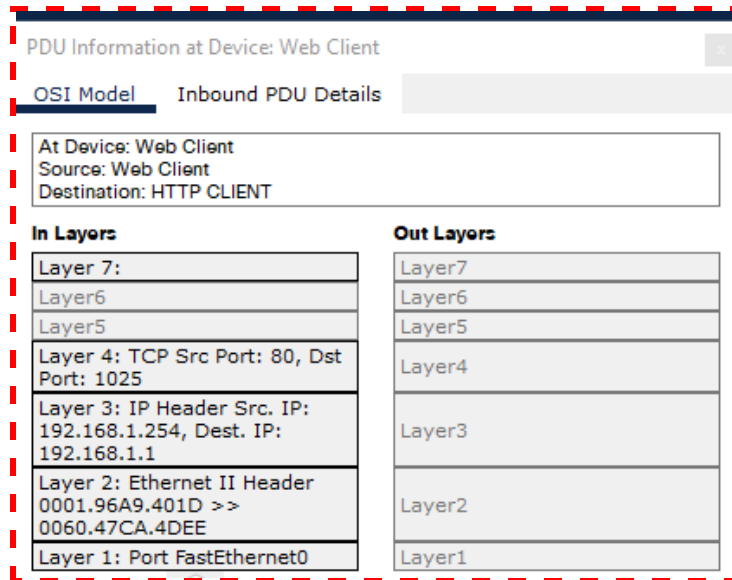 PDU Information at Device: Web Client
x
OSI Model Inbound PDU Details
At Device: Web Client
Source: Web Client
Destination: HTTP CLIENT
In Layers Out Layers
Layer 7: Layer7
Layer6 Layer6
Layer5 Layer5
Layer 4: TCP Src Port: 80, Dst
Port: 1025
Layer4
Layer 3: IP Header Src. IP:
192.168.1.254, Dest. IP:
192.168.1.1
Layer3
Layer 2: Ethernet II Header
0001.96A9.401D >>
0060.47CA.4DEE
Layer2
Layer 1: Port FastEthernet0 Layer1